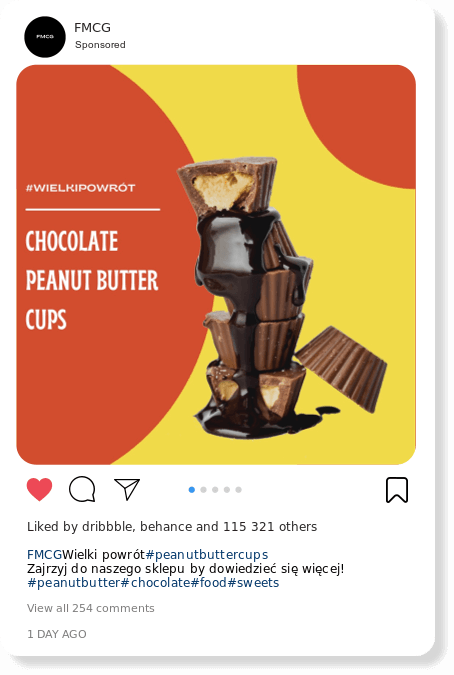 FMCG
FMCG
Sponsored
#WIELKIPOWRÓT
CHOCOLATE
PEANUT BUTTER
CUPS
Liked by dribbble, behance and 115 321 others
FMCGWielki powrót#peanutbuttercups
Zajrzyj do naszego sklepu by dowiedzieć się więcej!
#peanutbutter#chocolate#food#sweets
View all 254 comments
1 DAY AGO